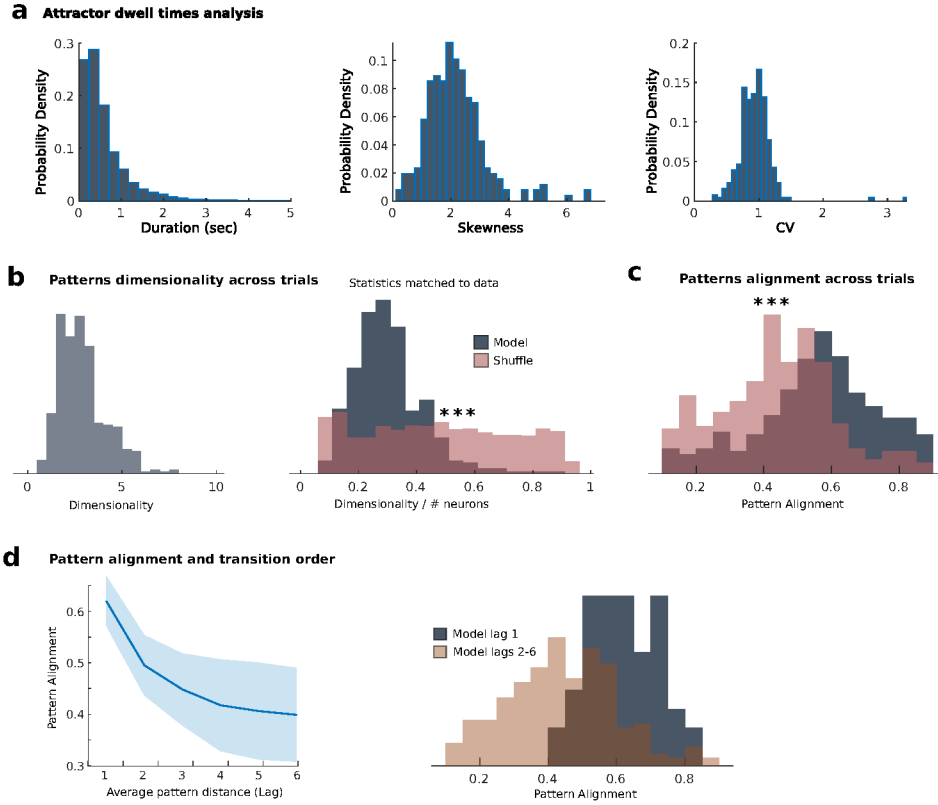 a Attractor dwell times analysis
0.3
0.2
0.1
0
Probability Density
0 1 2 3 4 5
Duration (sec)
0.1
0.08
0.06
0.04
0.02
0
Probability Density
0 2 4 6
Skewness
0.2
0.15
0.1
0.05
0
Probability Density
0 1 2 3
CV
b Patterns dimensionality across trials
0 5 10
Dimensionality
Statistics matched to data
Model
Shuffle
***
0 0.2 0.4 0.6 0.8 1
Dimensionality / # neurons
c Patterns alignment across trials
***
0.2 0.4 0.6 0.8
Pattern Alignment
d Pattern alignment and transition order
0.6
0.5
0.4
0.3
Pattern Alignment
1 2 3 4 5 6
Average pattern distance (Lag)
Model lag 1
Model lags 2-6
0.2 0.4 0.6 0.8
Pattern Alignment